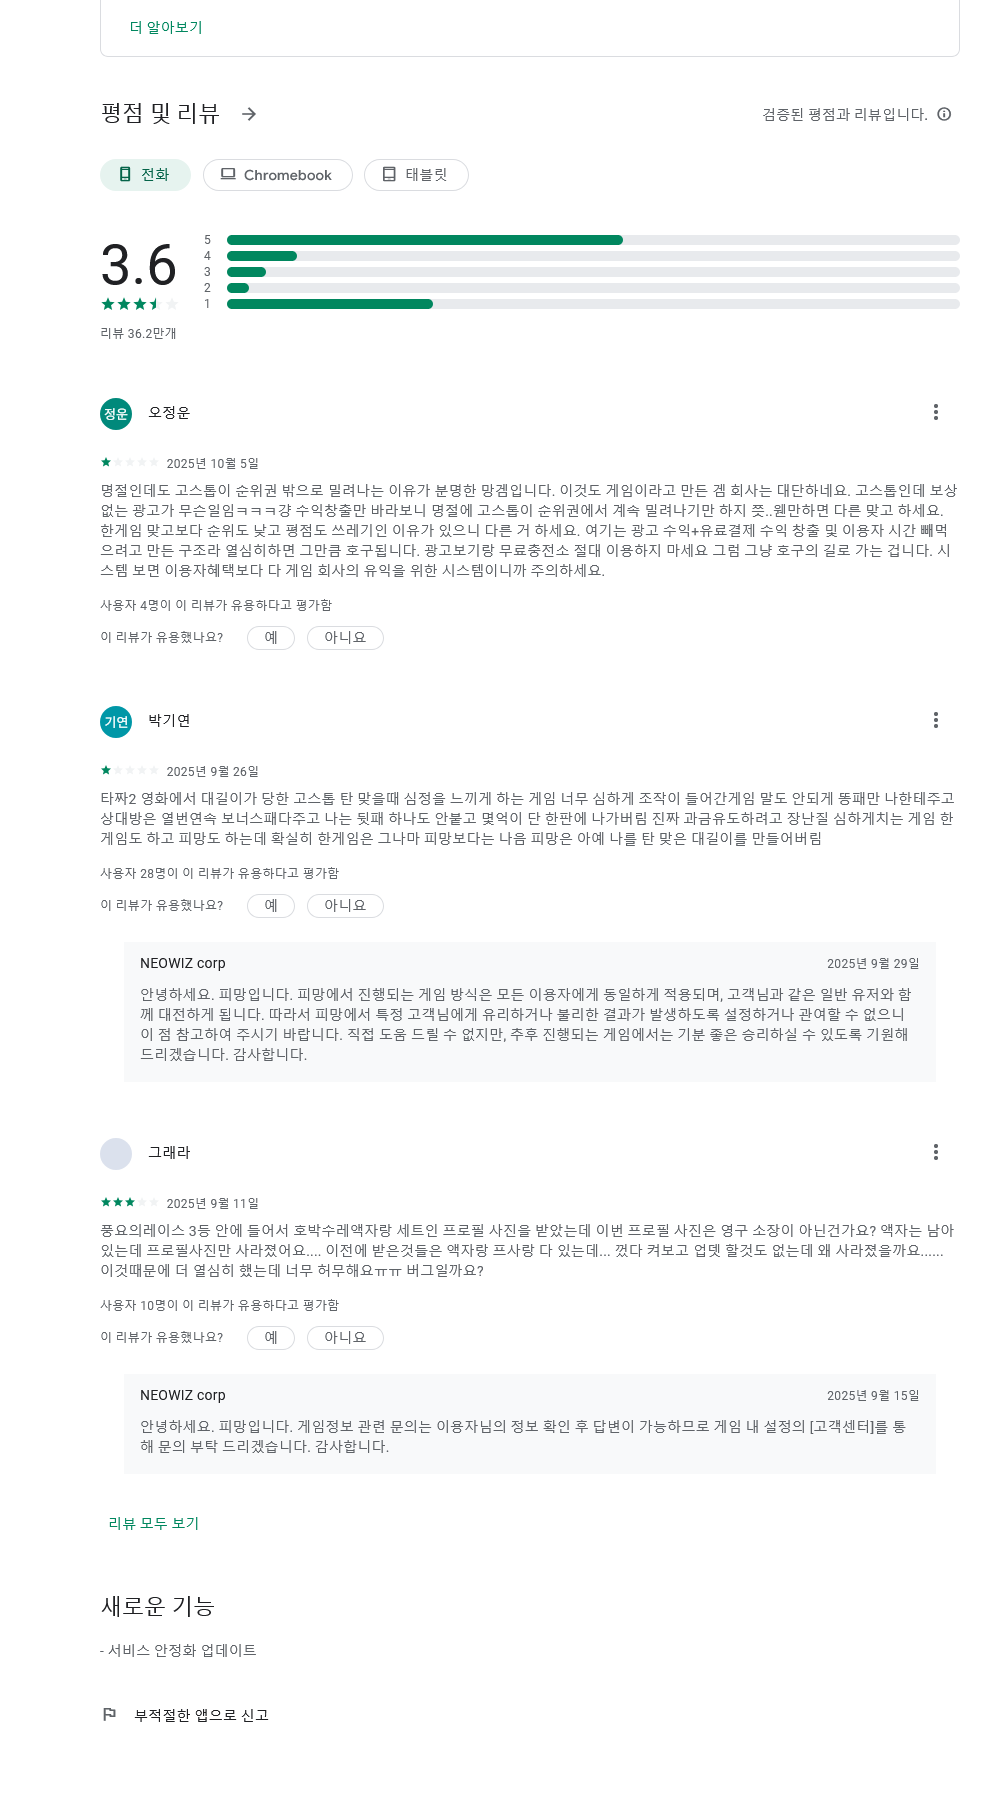 더 알아보기
평점 및 리뷰
검증된 평점과 리뷰입니다.
전화
Chromebook
태블릿
3.6
5
4
3
2
1
리뷰 36.2만개
정운
오정운
2025년 10월 5일
명절인데도 고스톱이 순위권 밖으로 밀려나는 이유가 분명한 망겜입니다. 이것도 게임이라고 만든 겜 회사는 대단하네요. 고스톱인데 보상
없는 광고가 무슨일임ㅋㅋㅋ걍 수익창출만 바라보니 명절에 고스톱이 순위권에서 계속 밀려나기만 하지 쯧..웬만하면 다른 맞고 하세요.
한게임 맞고보다 순위도 낮고 평점도 쓰레기인 이유가 있으니 다른 거 하세요. 여기는 광고 수익+유료결제 수익 창출 및 이용자 시간 빼먹
으려고 만든 구조라 열심히하면 그만큼 호구됩니다. 광고보기랑 무료충전소 절대 이용하지 마세요 그럼 그냥 호구의 길로 가는 겁니다. 시
스템 보면 이용자혜택보다 다 게임 회사의 유익을 위한 시스템이니까 주의하세요.
사용자 4명이 이 리뷰가 유용하다고 평가함
이 리뷰가 유용했나요?
예
아니요
기연
박기연
2025년 9월 26일
타짜2 영화에서 대길이가 당한 고스톱 탄 맞을때 심정을 느끼게 하는 게임 너무 심하게 조작이 들어간게임 말도 안되게 똥패만 나한테주고
상대방은 열번연속 보너스패다주고 나는 뒷패 하나도 안붙고 몇억이 단 한판에 나가버림 진짜 과금유도하려고 장난질 심하게치는 게임 한
게임도 하고 피망도 하는데 확실히 한게임은 그나마 피망보다는 나음 피망은 아예 나를 탄 맞은 대길이를 만들어버림
사용자 28명이 이 리뷰가 유용하다고 평가함
이 리뷰가 유용했나요?
예
아니요
NEOWIZ corp
2025년 9월 29일
안녕하세요. 피망입니다. 피망에서 진행되는 게임 방식은 모든 이용자에게 동일하게 적용되며, 고객님과 같은 일반 유저와 함
께 대전하게 됩니다. 따라서 피망에서 특정 고객님에게 유리하거나 불리한 결과가 발생하도록 설정하거나 관여할 수 없으니
이 점 참고하여 주시기 바랍니다. 직접 도움 드릴 수 없지만, 추후 진행되는 게임에서는 기분 좋은 승리하실 수 있도록 기원해
드리겠습니다. 감사합니다.
그래라
2025년 9월 11일
풍요의레이스 3등 안에 들어서 호박수레액자랑 세트인 프로필 사진을 받았는데 이번 프로필 사진은 영구 소장이 아닌건가요? 액자는 남아
있는데 프로필사진만 사라졌어요.... 이전에 받은것들은 액자랑 프사랑 다 있는데... 껐다 켜보고 업뎃 할것도 없는데 왜 사라졌을까요......
이것때문에 더 열심히 했는데 너무 허무해요ㅠㅠ 버그일까요?
사용자 10명이 이 리뷰가 유용하다고 평가함
이 리뷰가 유용했나요?
예
아니요
NEOWIZ corp
2025년 9월 15일
안녕하세요. 피망입니다. 게임정보 관련 문의는 이용자님의 정보 확인 후 답변이 가능하므로 게임 내 설정의 [고객센터]를 통
해 문의 부탁 드리겠습니다. 감사합니다.
리뷰 모두 보기
새로운 기능
- 서비스 안정화 업데이트
부적절한 앱으로 신고